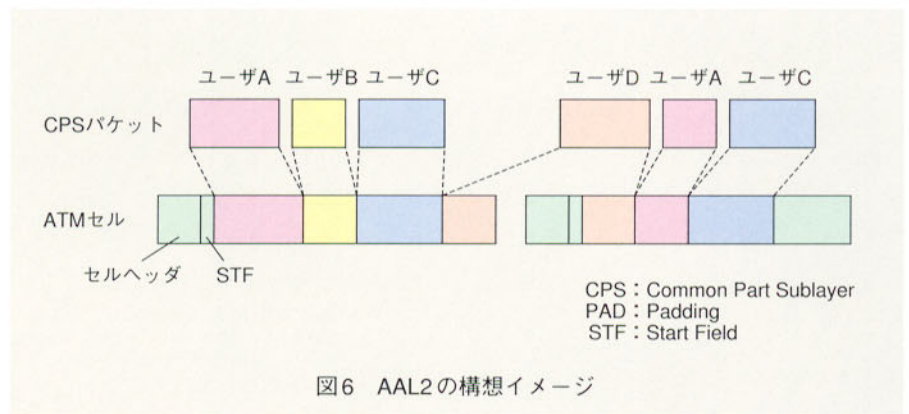 ユーザA ユーザB ユーザC ユーザD ユーザA ユーザC
CPSパケット
ATMセル
セルヘッダ STF
CPS：Common Part Sublayer
PAD：Padding
STF：Start Field
図6 AAL2の構想イメージ